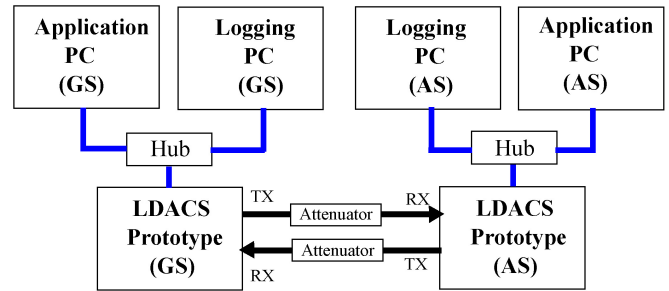 Application
PC
(GS)
Logging
PC
(GS)
Logging
PC
(AS)
Application
PC
(AS)
Hub
Hub
LDACS
Prototype
(GS)
TX
Attenuator
RX
RX
Attenuator
TX
LDACS
Prototype
(AS)